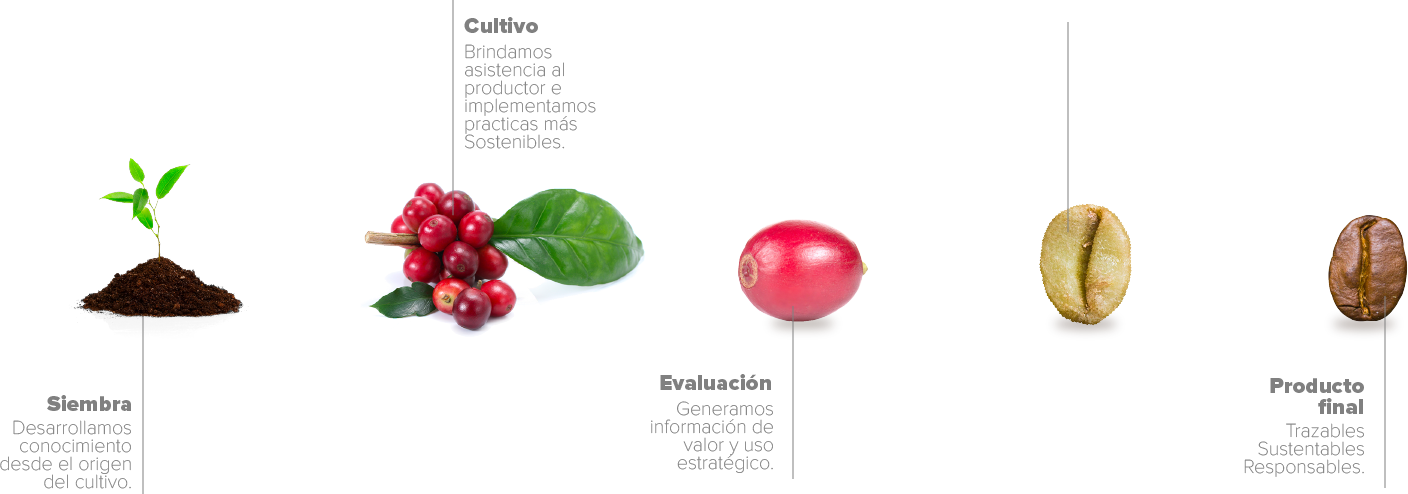 Cultivo
Brindamos
asistencia al
productor e
implementamos
practicas más
Sostenibles.
Siembra
Desarrollamos
conocimiento
desde el origen
del cultivo.
Evaluación
Generamos
información de
valor y uso
estratégico.
Producto
final
Trazables
Sustentables
Responsables.